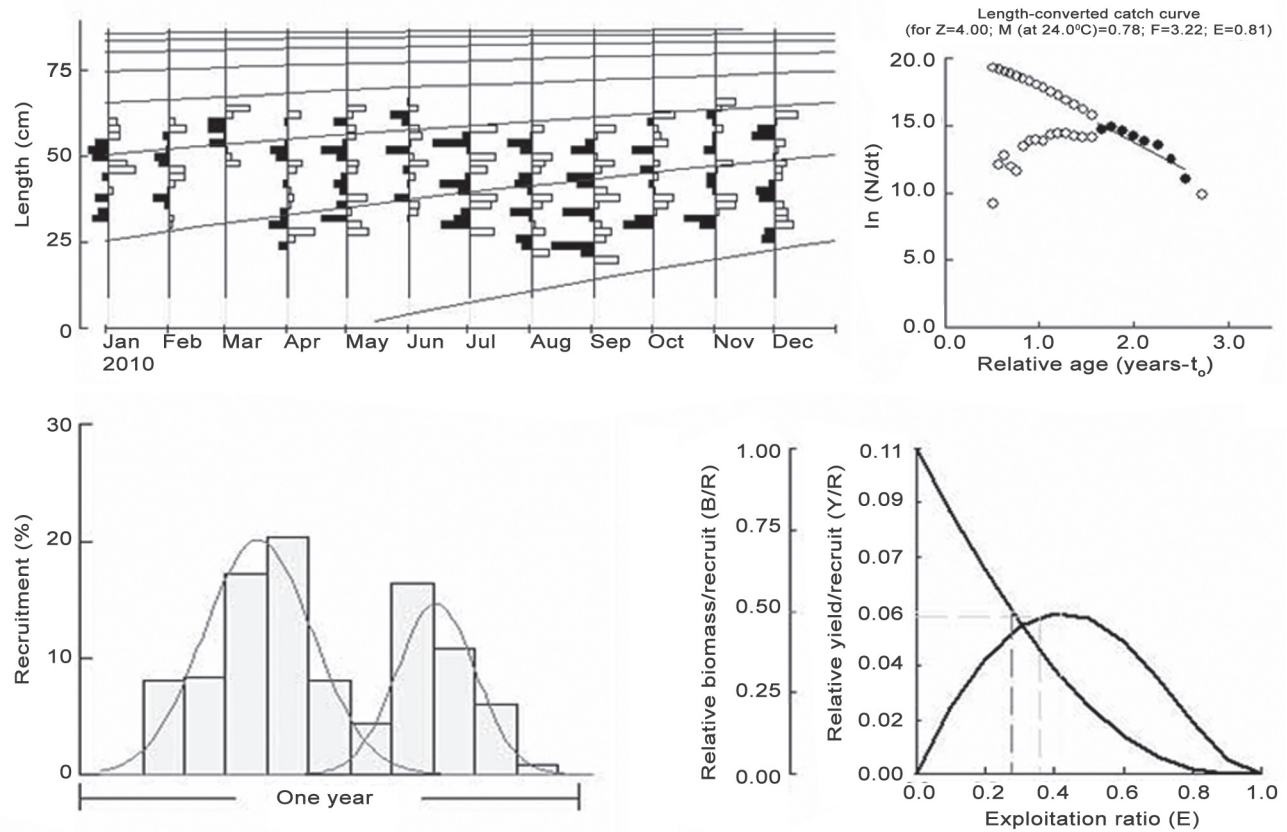 Length (cm)
75
50
25
0
Jan Feb Mar Apr May Jun Jul Aug Sep Oct Nov Dec
2010
Length-converted catch curve
(for Z=4.00; M (at 24.0⁰C)=0.78; F=3.22; E=0.81)
ln (N/dt)
20.0
15.0
10.0
5.0
0.0
0.0 1.0 2.0 3.0
Relative age (years-t₀)
Recruitment (%)
30
20
10
0
One year
Relative biomass/recruit (B/R)
1.00
0.75
0.50
0.25
0.00
Relative yield/recruit (Y/R)
0.11
0.09
0.07
0.06
0.04
0.02
0.00
0.0 0.2 0.4 0.6 0.8 1.0
Exploitation ratio (E)